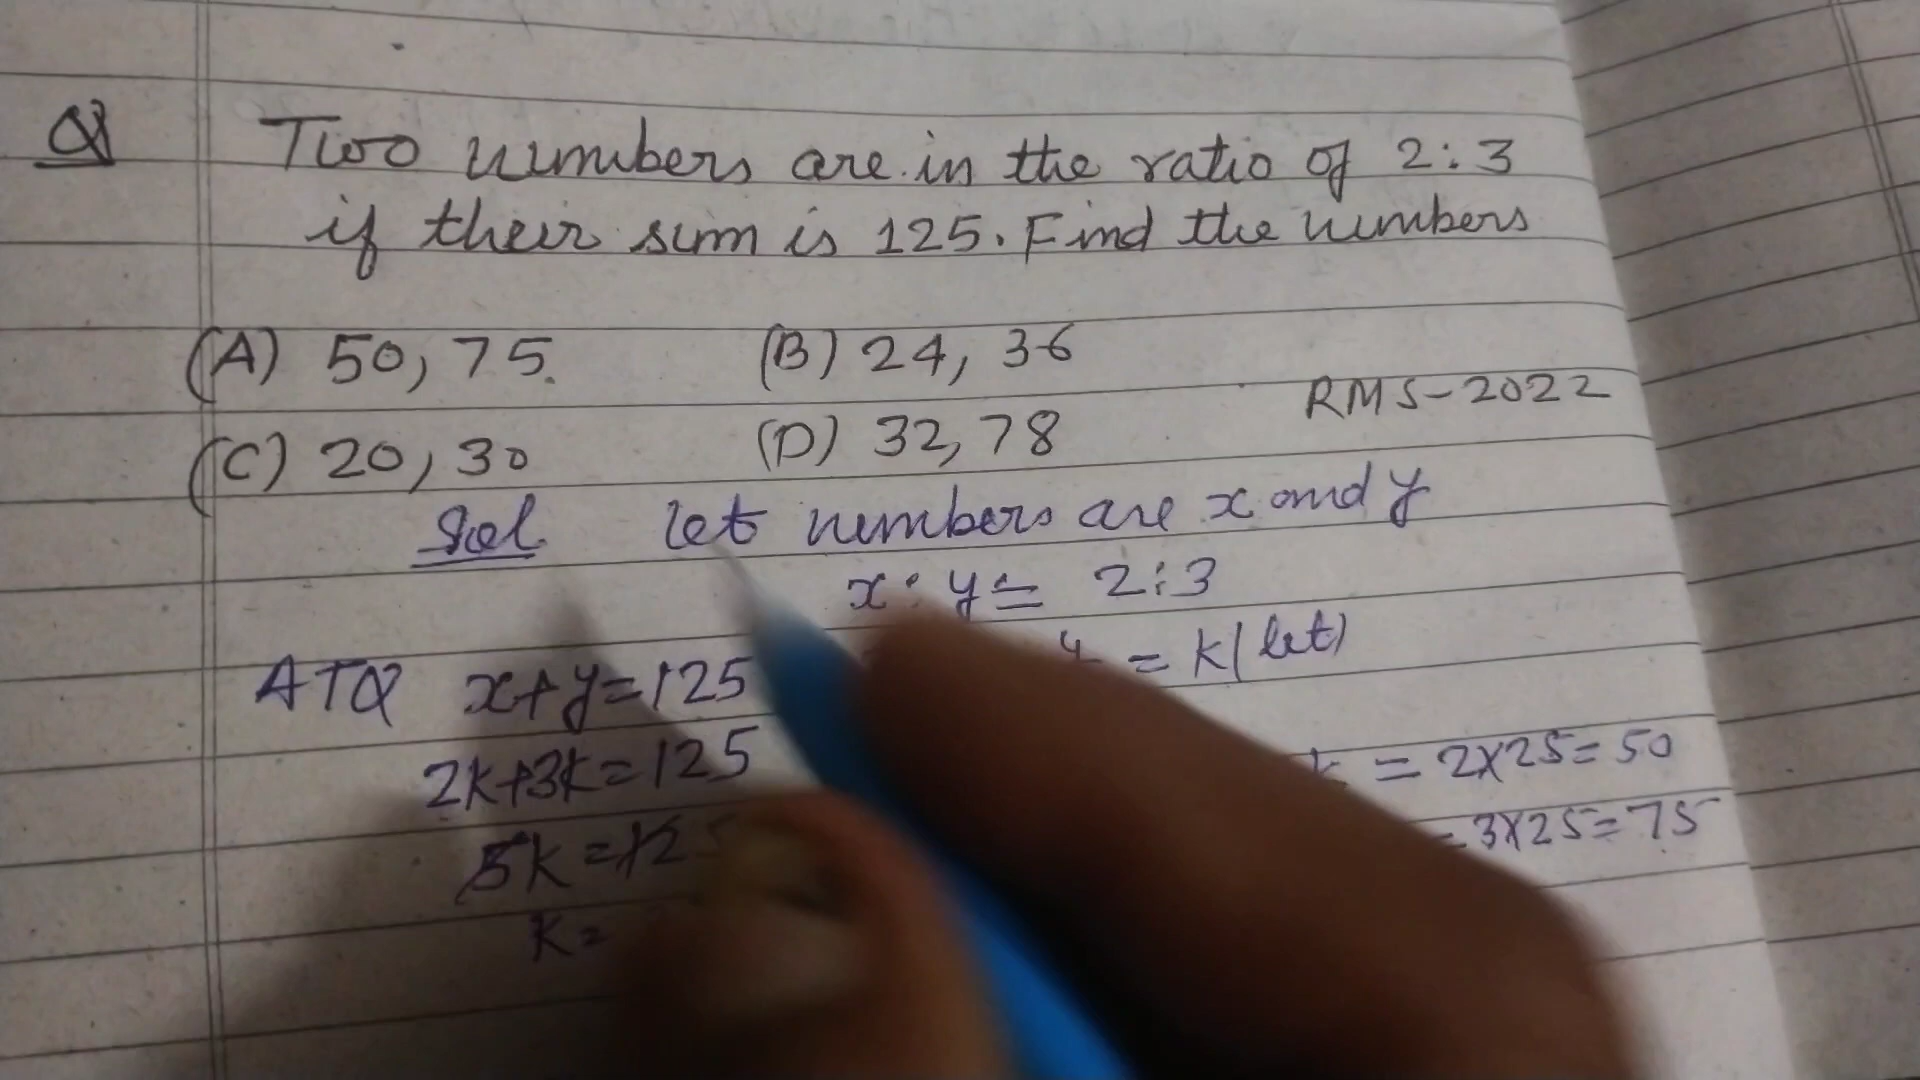 Q Two numbers are in the ratio of 2:3
if their sum is 125. Find the numbers
(A) 50, 75. (B) 24, 36
RMS-2022
(C) 20, 30 (D) 32, 78
Sol. let numbers are x and y
x : y = 2:3
= K (let)
ATQ x+y=125
2K+3K=125
= 2×25=50
5K=125
= 3×25=75
K=